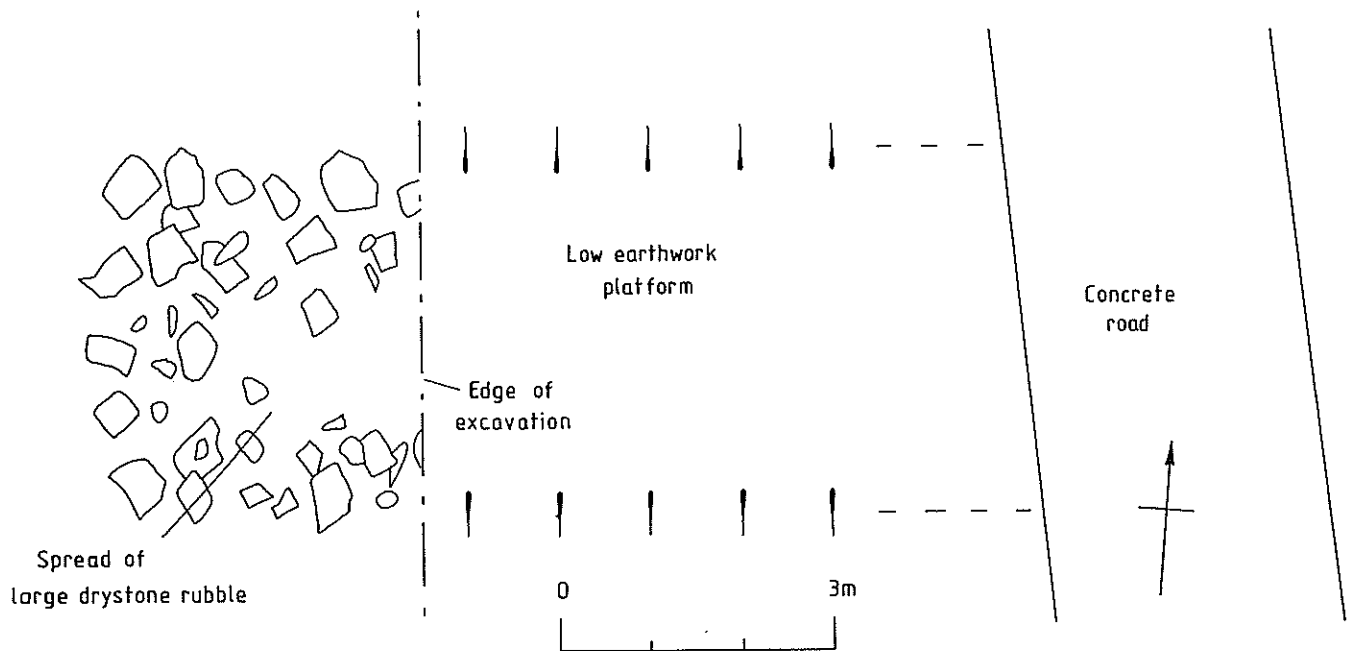 Low earthwork
platform
Concrete
road
Edge of
excavation
Spread of
large drystone rubble
0
3m